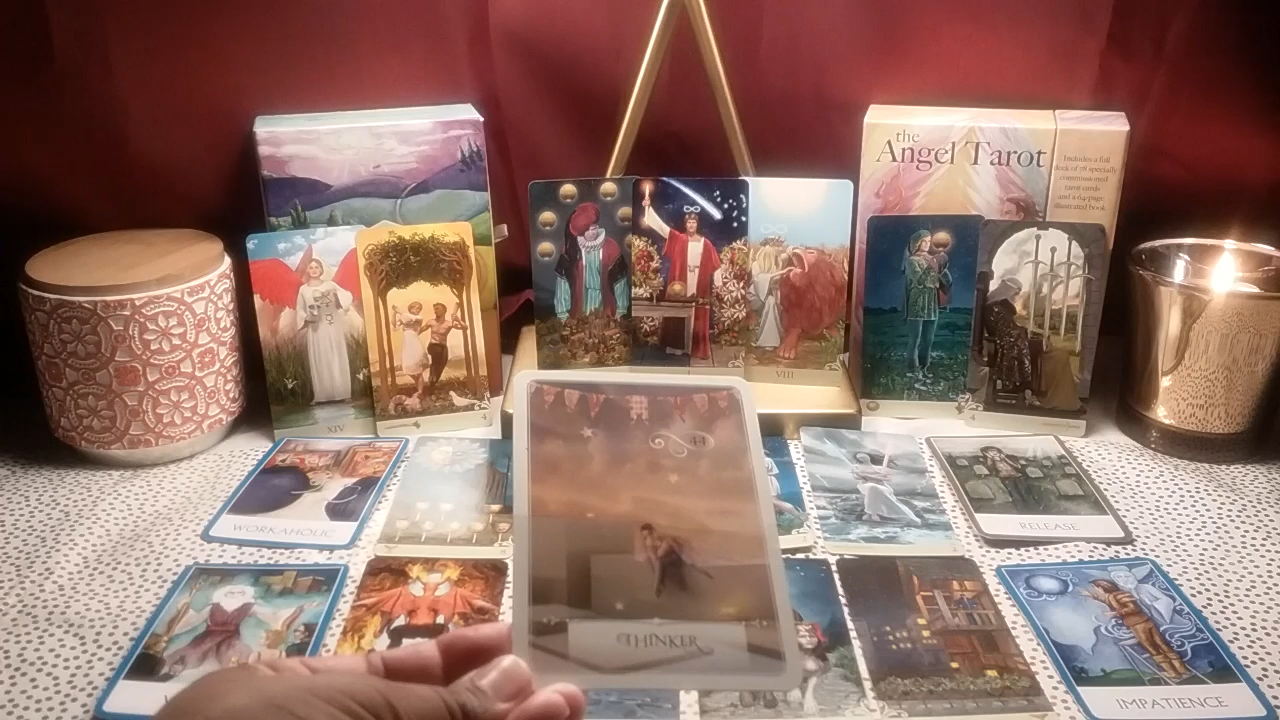 the
Angel Tarot
Includes a full
deck of 78 specially
commissioned
tarot cards
and a 64-page
illustrated book
XIV
4
VIII
44
THINKER
WORKAHOLIC
RELEASE
IMPATIENCE